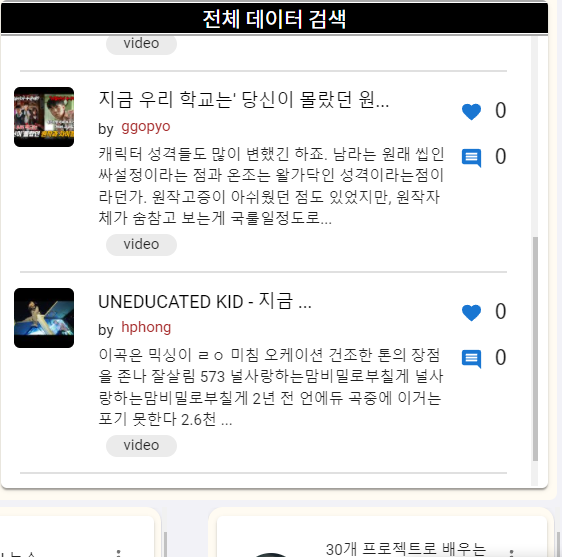 전체 데이터 검색
video
지금 우리 학교는' 당신이 몰랐던 원...
by ggopyo
0
캐릭터 성격들도 많이 변했긴 하죠. 남라는 원래 씹인
0
싸설정이라는 점과 온조는 왈가닥인 성격이라는점이
라던가. 원작고증이 아쉬웠던 점도 있었지만, 원작자
체가 숨참고 보는게 국룰일정도로...
video
UNEDUCATED KID - 지금 ...
0
by hphong
이곡은 믹싱이 ㄹㅇ 미침 오케이션 건조한 톤의 장점
0
을 존나 잘살림 573 널사랑하는맘비밀로부칠게 널사
랑하는맘비밀로부칠게 2년 전 언에듀 곡중에 이거는
포기 못한다 2.6천 ...
video
30개 프로젝트로 배우는